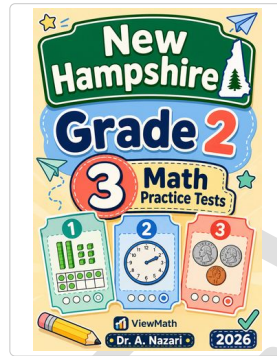 New
Hampshire
Grade 2
3 Math
Practice Tests
1 2 3
ViewMath
Dr. A. Nazari
2026